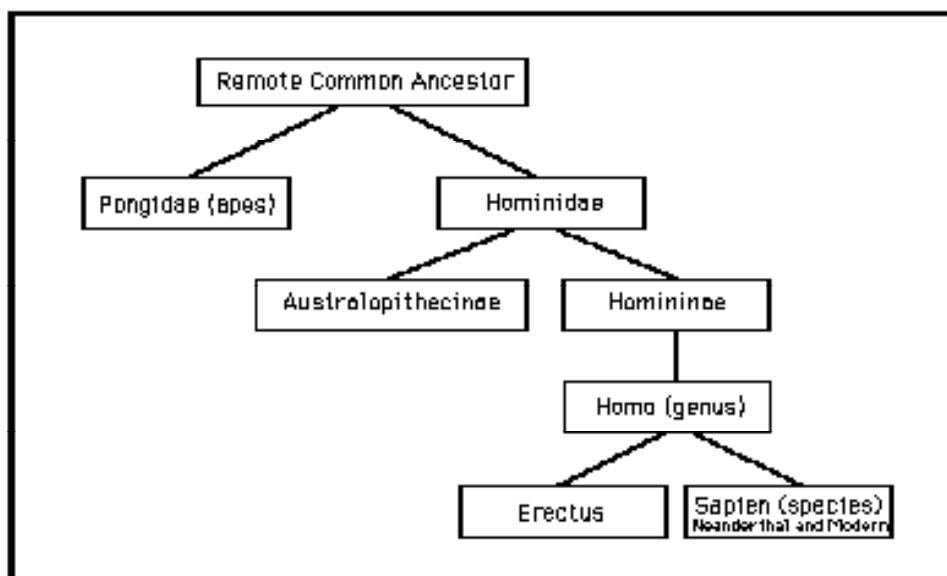 Remote Common Ancestor
Pongidae (apes)
Hominidae
Australopithecinae
Homininae
Homo (genus)
Erectus
Sapien (species)
Neanderthal and Modern